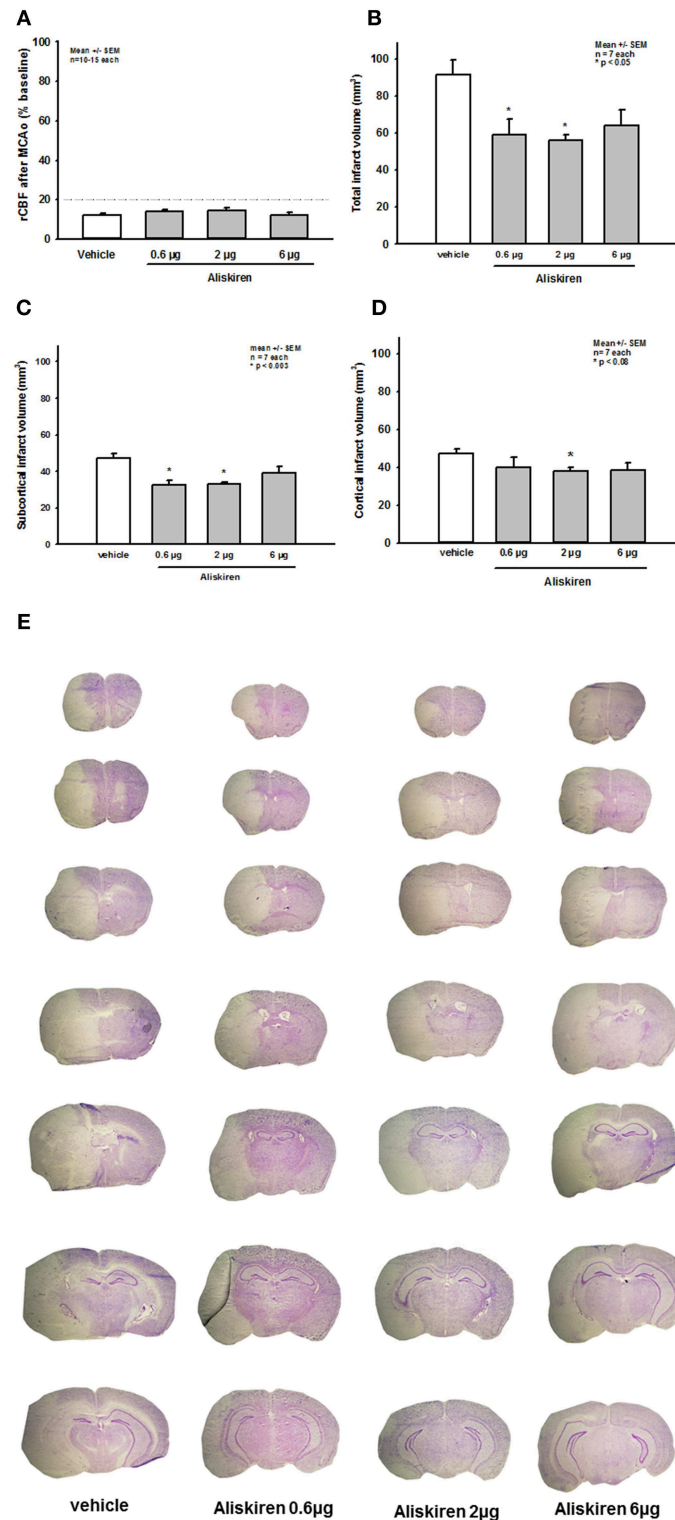 A
rCBF after MCAo (% baseline)
100
80
60
40
20
0
Mean +/- SEM
n=10-15 each
Vehicle 0.6 µg 2 µg 6 µg
Aliskiren
B
Total infarct volume (mm³)
100
80
60
40
20
0
Mean +/- SEM
n = 7 each
* p < 0.05
* *
vehicle 0.6 µg 2 µg 6 µg
Aliskiren
C
Subcortical infarct volume (mm³)
100
80
60
40
20
0
mean +/- SEM
n = 7 each
* p < 0.005
* *
vehicle 0.6 µg 2 µg 6 µg
Aliskiren
D
Cortical infarct volume (mm³)
100
80
60
40
20
0
Mean +/- SEM
n= 7 each
* p < 0.08
*
vehicle 0.6 µg 2 µg 6 µg
Aliskiren
E
vehicle Aliskiren 0.6µg Aliskiren 2µg Aliskiren 6µg